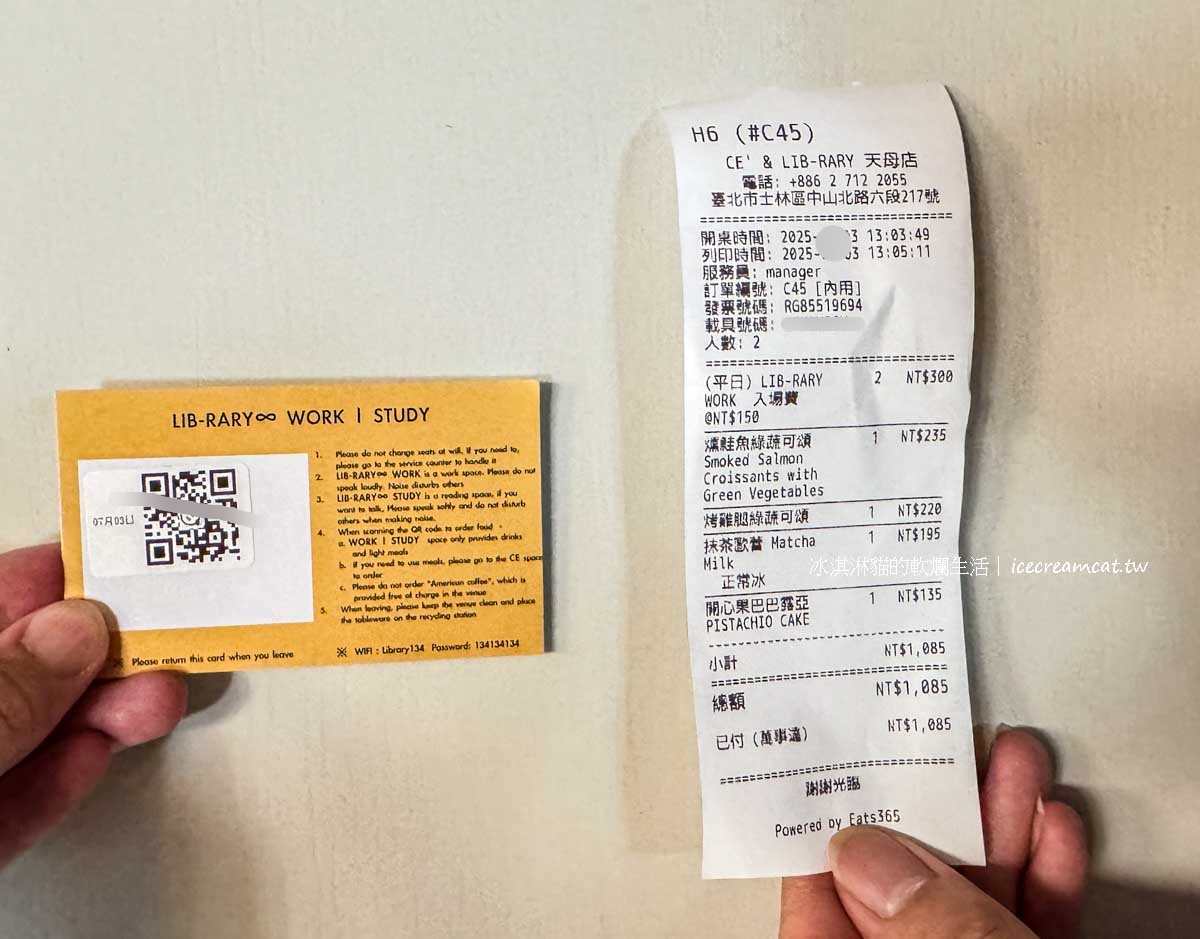 LIB-RARY∞ WORK | STUDY
1. Please do not change seats at will, If you need to,
please go to the service counter to handle is
2. LIB-RARY∞ WORK is a work space. Please do not
speak loudly. Noise disturbs others
3. LIB-RARY∞ STUDY is a reading space, if you
want to talk, Please speak softly and do not disturb
others when making noise.
4. When scanning the QR code to order food
a. WORK | STUDY space only provides drinks
and light meals
b. if you need to use meals, please go to the CE space
to order
c. Please do not order "American coffee", which is
provided free of charge in the venue
5. When leaving, please keep the venue clean and place
the tableware on the recycling station
07月03日
※ Please return this card when you leave
※ WIFI : Library134 Password: 134134134
H6 (#C45)
CE' & LIB-RARY 天母店
電話: +886 2 712 2055
臺北市士林區中山北路六段217號
開桌時間: 2025- 3 13:03:49
列印時間: 2025- 3 13:05:11
服務員: manager
訂單編號: C45 [內用]
發票號碼: RG85519694
載具號碼:
人數: 2
(平日) LIB-RARY 2 NT$300
WORK 入場費
@NT$150
燻鮭魚綠蔬可頌 1 NT$235
Smoked Salmon
Croissants with
Green Vegetables
烤雞腿綠蔬可頌 1 NT$220
抹茶歐蕾 Matcha 1 NT$195
Milk
正常冰
開心果巴巴露亞 1 NT$135
PISTACHIO CAKE
小計 NT$1,085
總額 NT$1,085
已付 (萬事達) NT$1,085
謝謝光臨
Powered by Eats365
冰淇淋貓的軟爛生活｜icecreamcat.tw